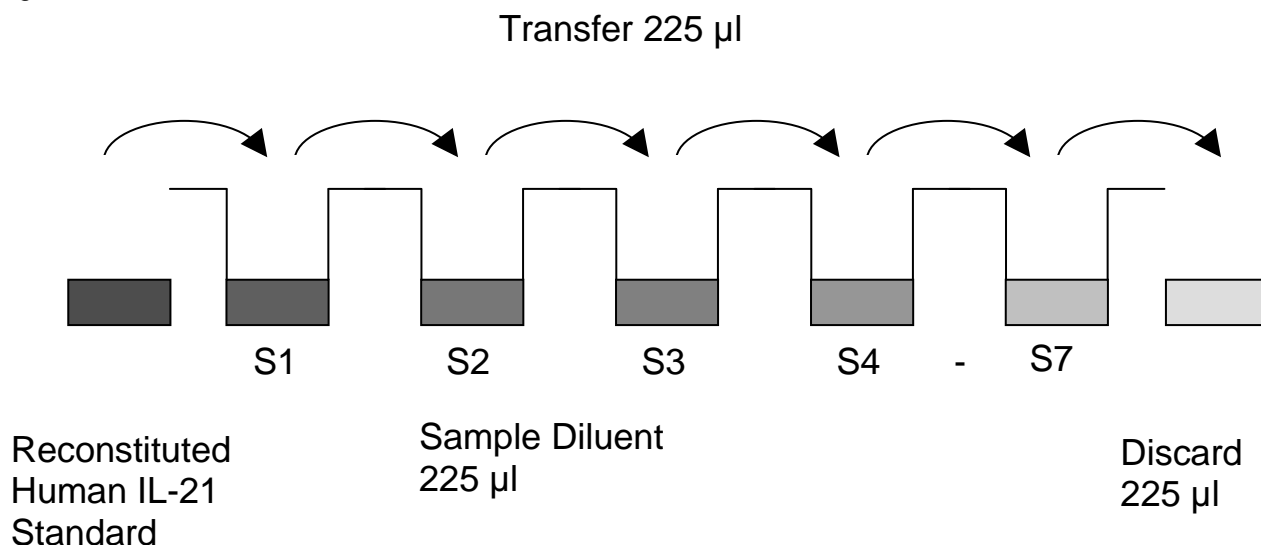 Transfer 225 µl
S1 S2 S3 S4 - S7
Reconstituted
Human IL-21
Standard
Sample Diluent
225 µl
Discard
225 µl